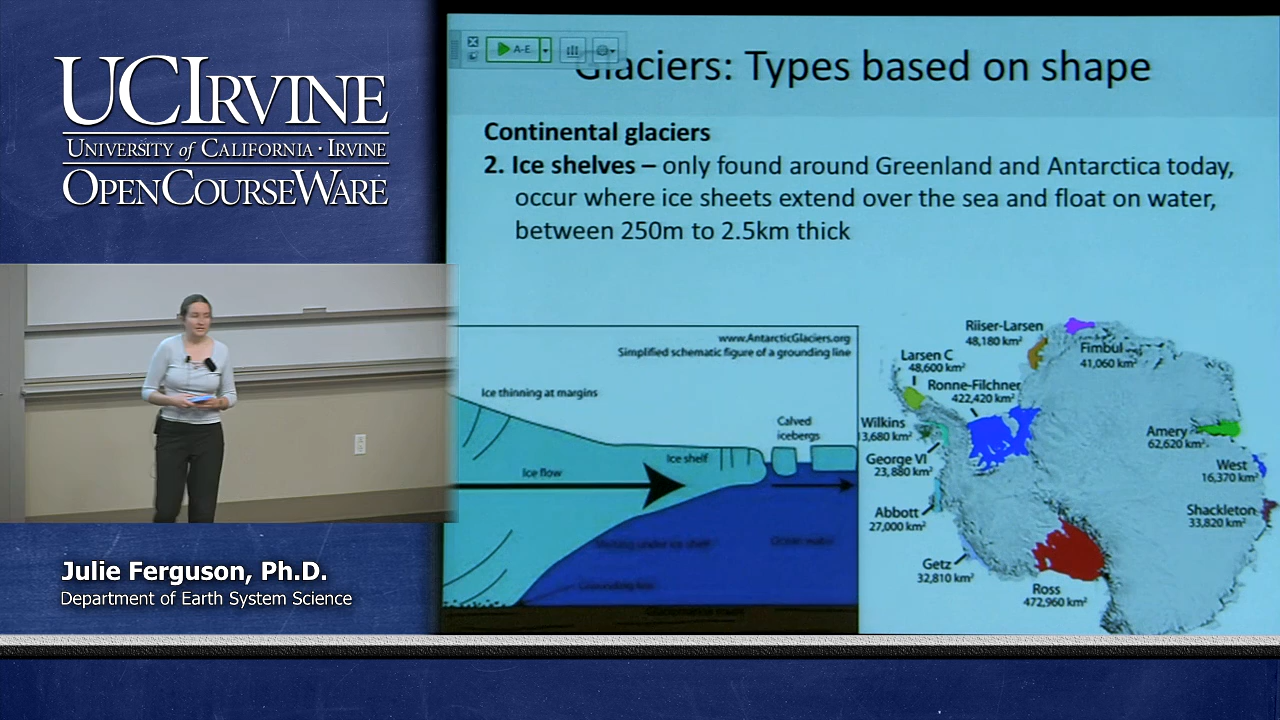 UCIRVINE
UNIVERSITY of CALIFORNIA · IRVINE
OPENCOURSEWARE
Julie Ferguson, Ph.D.
Department of Earth System Science
A-E
Glaciers: Types based on shape
Continental glaciers
2. Ice shelves – only found around Greenland and Antarctica today,
occur where ice sheets extend over the sea and float on water,
between 250m to 2.5km thick
www.AntarcticGlaciers.org
Simplified schematic figure of a grounding line
Ice thinning at margins
Calved
icebergs
Ice shelf
Ice flow
Melting under ice shelf
Ocean water
Grounding line
Riiser-Larsen
48,180 km²
Fimbul
41,060 km²
Larsen C
48,600 km²
Ronne-Filchner
422,420 km²
Wilkins
13,680 km²
Amery
62,620 km²
George VI
23,880 km²
West
16,370 km²
Abbott
27,000 km²
Shackleton
33,820 km²
Getz
32,810 km²
Ross
472,960 km²